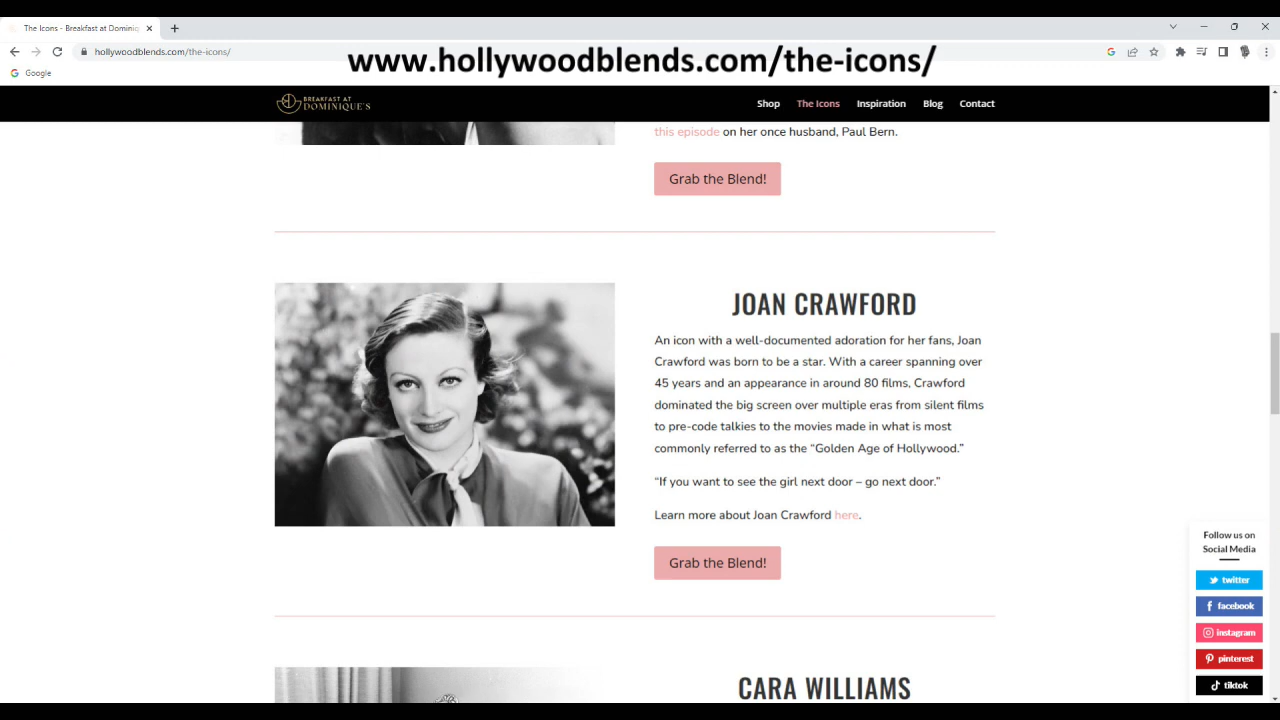 The Icons - Breakfast at Dominiq
hollywoodblends.com/the-icons/
www.hollywoodblends.com/the-icons/
Google
BREAKFAST AT
DOMINIQUE'S
Shop The Icons Inspiration Blog Contact
this episode on her once husband, Paul Bern.
Grab the Blend!
JOAN CRAWFORD
An icon with a well-documented adoration for her fans, Joan
Crawford was born to be a star. With a career spanning over
45 years and an appearance in around 80 films, Crawford
dominated the big screen over multiple eras from silent films
to pre-code talkies to the movies made in what is most
commonly referred to as the “Golden Age of Hollywood.”
“If you want to see the girl next door – go next door.”
Learn more about Joan Crawford here.
Grab the Blend!
Follow us on
Social Media
twitter
facebook
instagram
pinterest
tiktok
CARA WILLIAMS